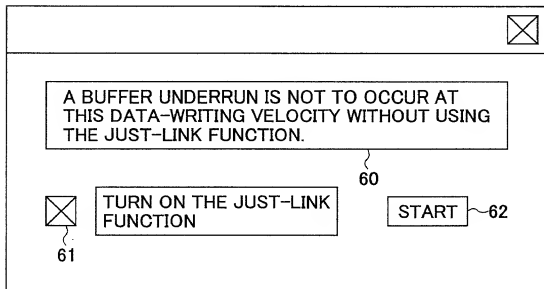 A BUFFER UNDERRUN IS NOT TO OCCUR AT
THIS DATA-WRITING VELOCITY WITHOUT USING
THE JUST-LINK FUNCTION.
60
TURN ON THE JUST-LINK
FUNCTION
START
62
61